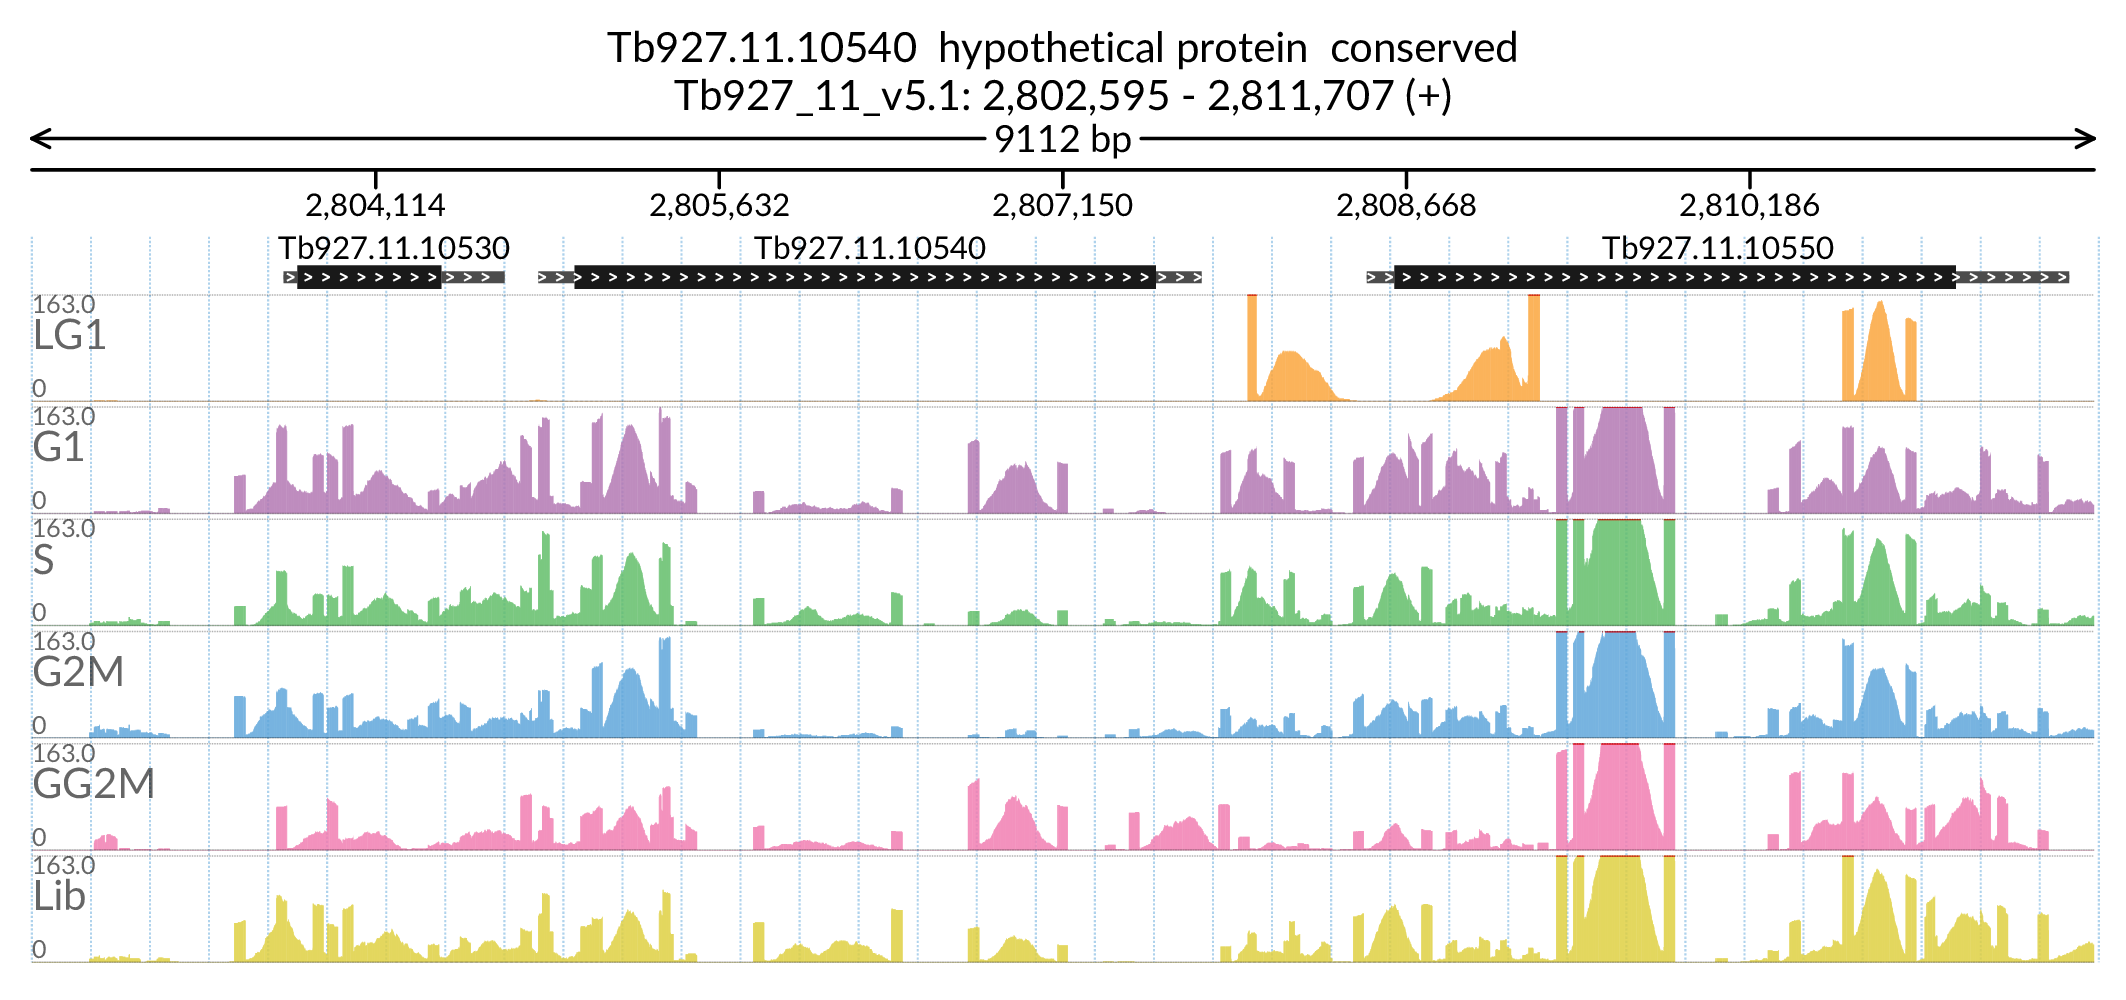 Tb927.11.10540 hypothetical protein conserved
Tb927_11_v5.1: 2,802,595 - 2,811,707 (+)
9112 bp
2,804,114 2,805,632 2,807,150 2,808,668 2,810,186
Tb927.11.10530 Tb927.11.10540 Tb927.11.10550
163.0
LG1
0
163.0
G1
0
163.0
S
0
163.0
G2M
0
163.0
GG2M
0
163.0
Lib
0